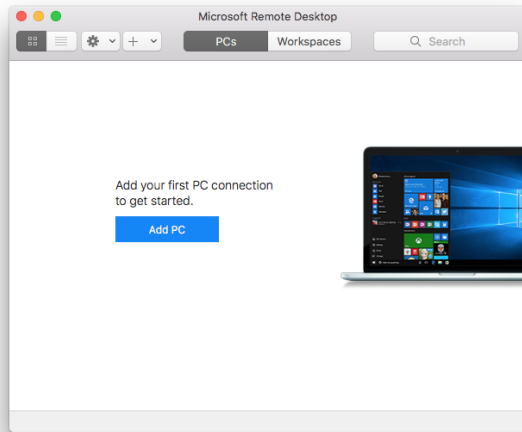 Microsoft Remote Desktop
PCs
Workspaces
Search
Add your first PC connection
to get started.
Add PC